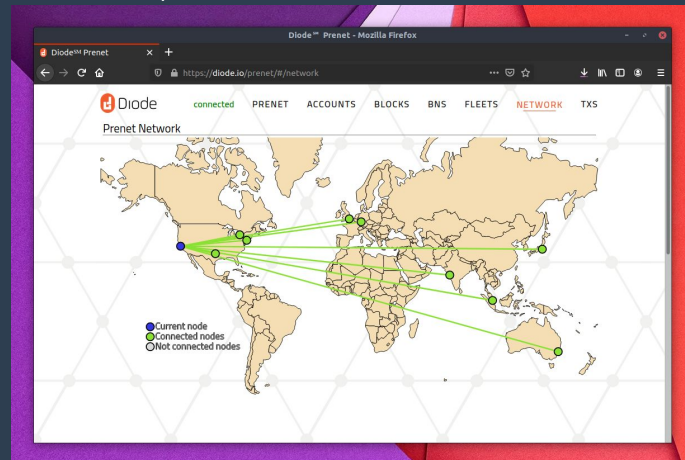 Diode℠ Prenet - Mozilla Firefox
Diode℠ Prenet
https://diode.io/prenet/#/network
Diode connected PRENET ACCOUNTS BLOCKS BNS FLEETS NETWORK TXS
Prenet Network
Current node
Connected nodes
Not connected nodes